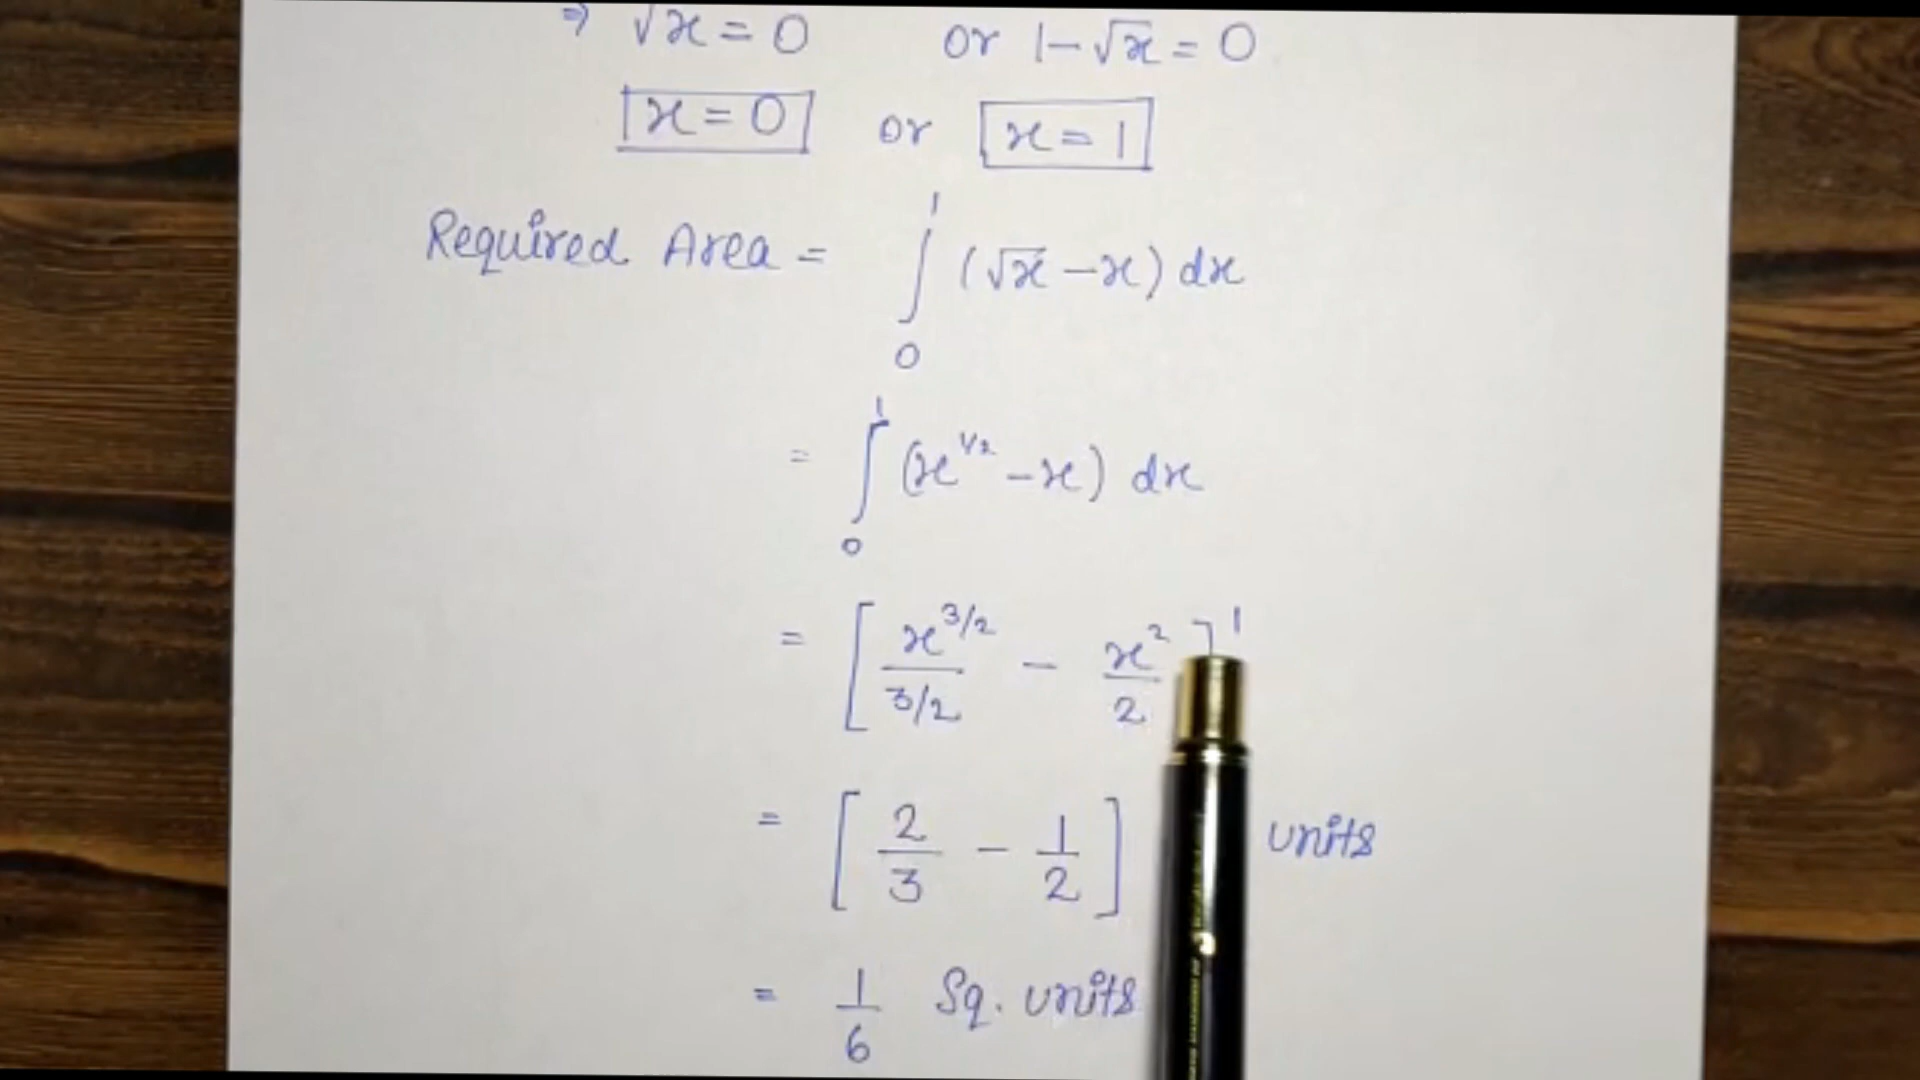 ⇒ √x = 0 or 1-√x = 0
x = 0 or x = 1
Required Area = ∫₀¹ (√x - x) dx
= ∫₀¹ (x^1/2 - x) dx
= [x^3/2 / 3/2 - x²/2]¹
= [2/3 - 1/2] units
= 1/6 Sq. units